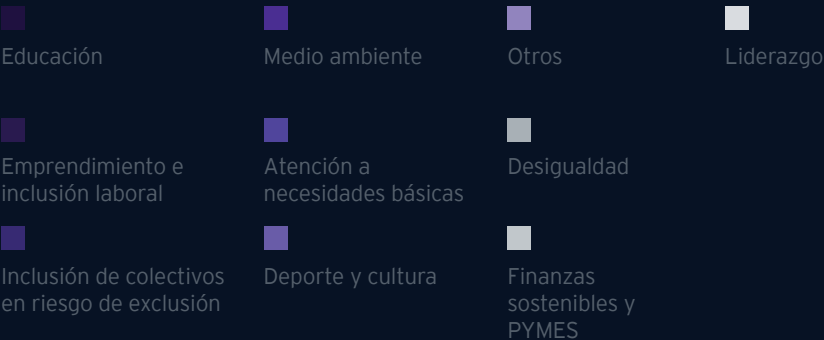 Educación
Medio ambiente
Otros
Liderazgo
Emprendimiento e
inclusión laboral
Atención a
necesidades básicas
Desigualdad
Inclusión de colectivos
en riesgo de exclusión
Deporte y cultura
Finanzas
sostenibles y
PYMES